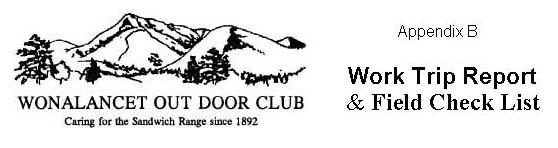 WONALANCET OUT DOOR CLUB
Caring for the Sandwich Range since 1892
Appendix B
Work Trip Report
& Field Check List